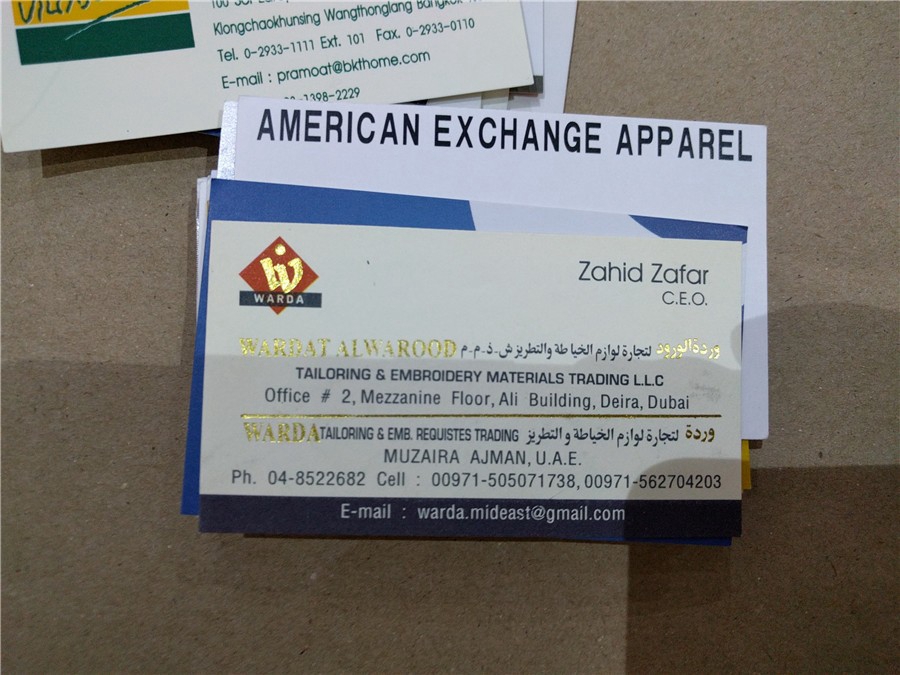 Klongchaokhunsing Wangthonglang Bangkok
Tel. 0-2933-1111 Ext. 101 Fax. 0-2933-0110
E-mail : pramoat@bkthome.com
-1398-2229
AMERICAN EXCHANGE APPAREL
WARDA
Zahid Zafar
C.E.O.
WARDAT ALWAROOD وردة الورود لتجارة لوازم الخياطة والتطريز ش.ذ.م.م
TAILORING & EMBROIDERY MATERIALS TRADING L.L.C
Office # 2, Mezzanine Floor, Ali Building, Deira, Dubai
WARDA TAILORING & EMB. REQUISTES TRADING وردة لتجارة لوازم الخياطة و التطريز
MUZAIRA AJMAN, U.A.E.
Ph. 04-8522682 Cell : 00971-505071738, 00971-562704203
E-mail : warda.mideast@gmail.com